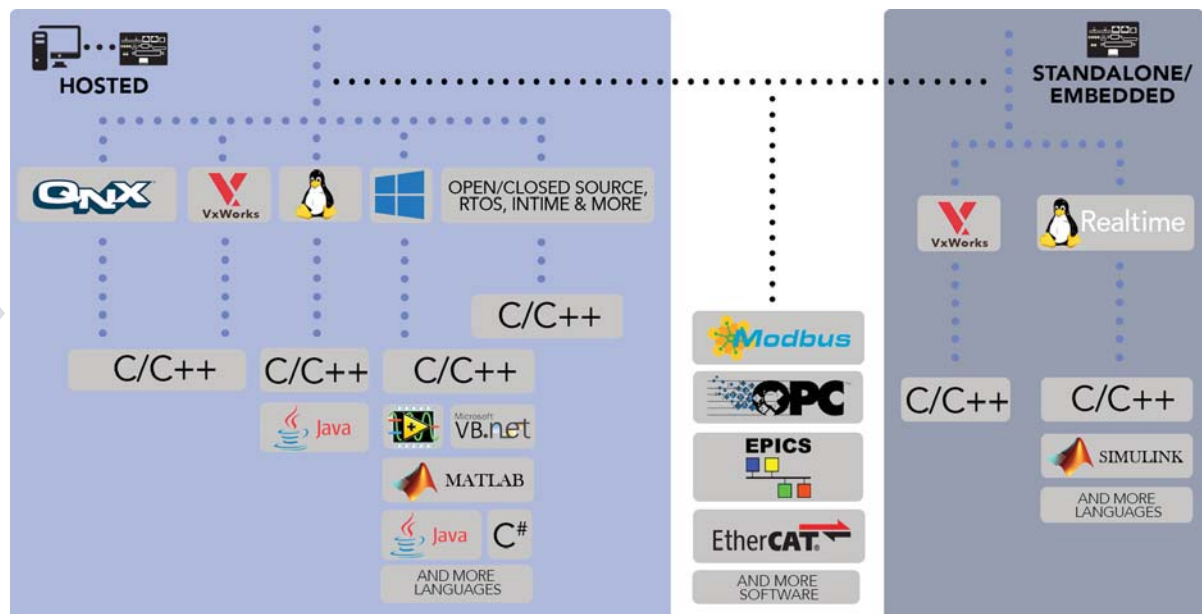 HOSTED
STANDALONE/
EMBEDDED
QNX
VxWorks
OPEN/CLOSED SOURCE,
RTOS, INTIME & MORE
VxWorks
Realtime
C/C++
C/C++
C/C++
C/C++
Java
Microsoft
VB.net
MATLAB
Java
C#
AND MORE
LANGUAGES
Modbus
OPC
EPICS
EtherCAT®
AND MORE
SOFTWARE
C/C++
C/C++
SIMULINK
AND MORE
LANGUAGES